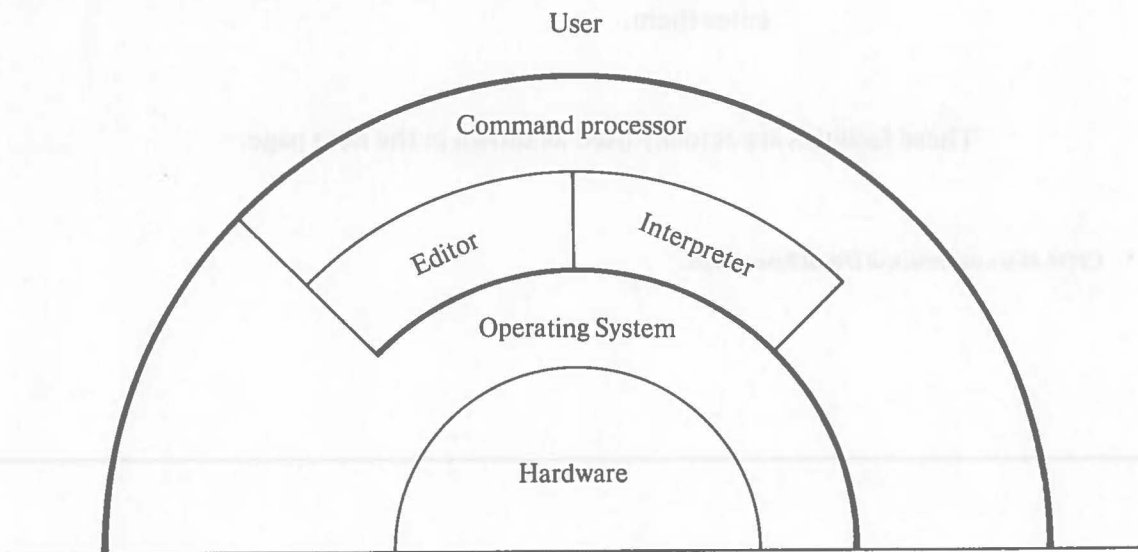 User
Command processor
Editor
Interpreter
Operating System
Hardware